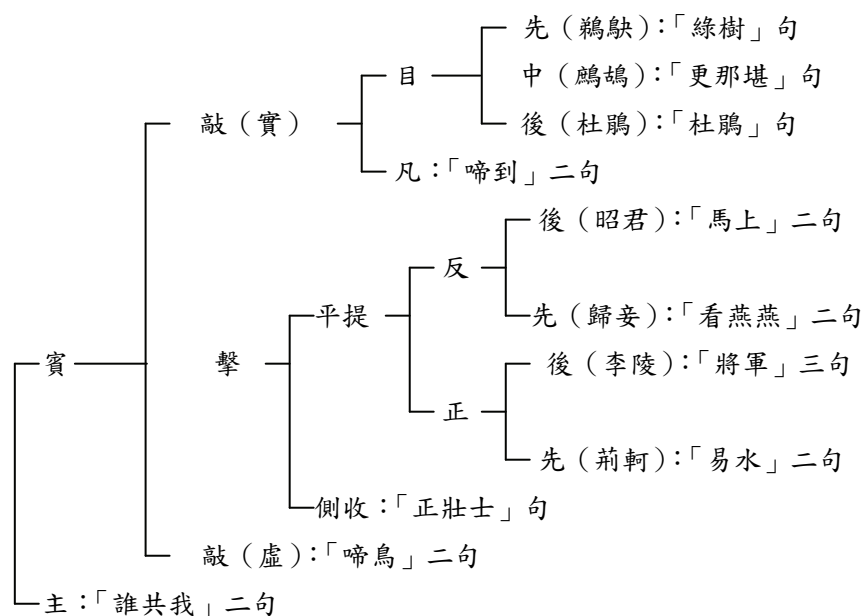 先（鵜鴃）：「綠樹」句
目
中（鷓鴣）：「更那堪」句
敲（實）
後（杜鵑）：「杜鵑」句
凡：「啼到」二句
後（昭君）：「馬上」二句
反
平提
先（歸妾）：「看燕燕」二句
賓
擊
後（李陵）：「將軍」三句
正
先（荊軻）：「易水」二句
側收：「正壯士」句
敲（虛）：「啼鳥」二句
主：「誰共我」二句